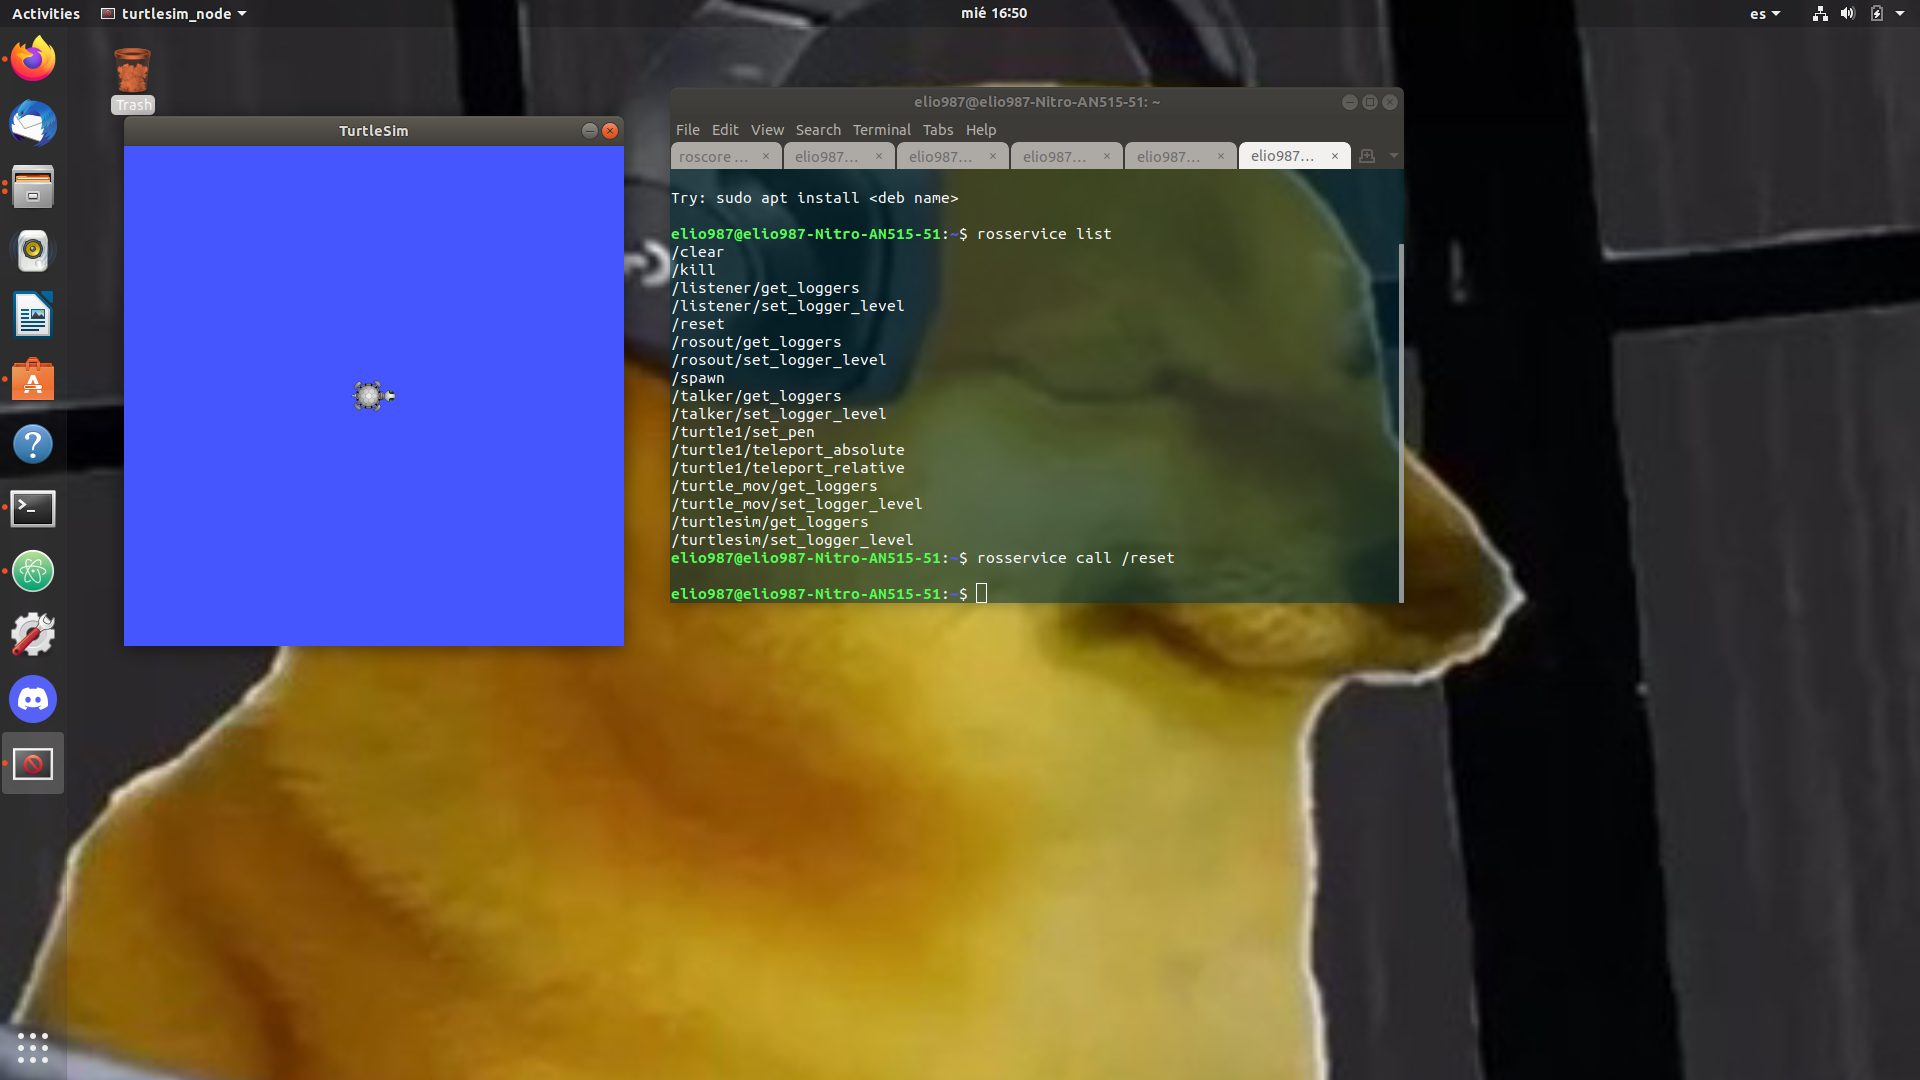 Activities
turtlesim_node
mié 16:50
es
Trash
TurtleSim
elio987@elio987-Nitro-AN515-51: ~
File Edit View Search Terminal Tabs Help
roscore ... × elio987... × elio987... × elio987... × elio987... × elio987... ×
Try: sudo apt install <deb name>
elio987@elio987-Nitro-AN515-51:~$ rosservice list
/clear
/kill
/listener/get_loggers
/listener/set_logger_level
/reset
/rosout/get_loggers
/rosout/set_logger_level
/spawn
/talker/get_loggers
/talker/set_logger_level
/turtle1/set_pen
/turtle1/teleport_absolute
/turtle1/teleport_relative
/turtle_mov/get_loggers
/turtle_mov/set_logger_level
/turtlesim/get_loggers
/turtlesim/set_logger_level
elio987@elio987-Nitro-AN515-51:~$ rosservice call /reset
elio987@elio987-Nitro-AN515-51:~$